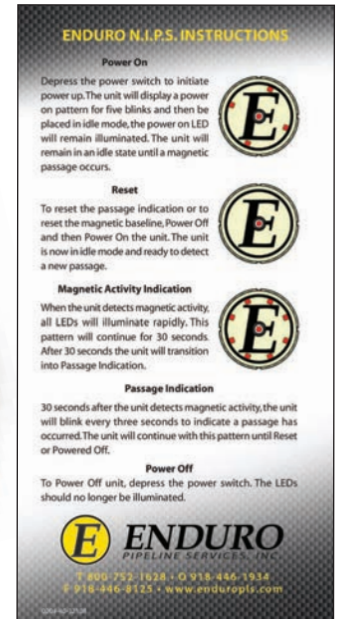 ENDURO N.I.P.S. INSTRUCTIONS
Power On
Depress the power switch to initiate
power up. The unit will display a power
on pattern for five blinks and then be
placed in idle mode, the power on LED
will remain illuminated. The unit will
remain in an idle state until a magnetic
passage occurs.
E
Reset
To reset the passage indication or to
reset the magnetic baseline, Power Off
and then Power On the unit. The unit
is now in idle mode and ready to detect
a new passage.
E
Magnetic Activity Indication
When the unit detects magnetic activity,
all LEDs will illuminate rapidly. This
pattern will continue for 30 seconds.
After 30 seconds the unit will transition
into Passage Indication.
E
Passage Indication
30 seconds after the unit detects magnetic activity, the unit
will blink every three seconds to indicate a passage has
occurred. The unit will continue with this pattern until Reset
or Powered Off.
Power Off
To Power Off unit, depress the power switch. The LEDs
should no longer be illuminated.
E ENDURO
PIPELINE SERVICES, INC.
T 800-752-1628 • O 918-446-1934
F 918-446-8125 • www.enduropls.com